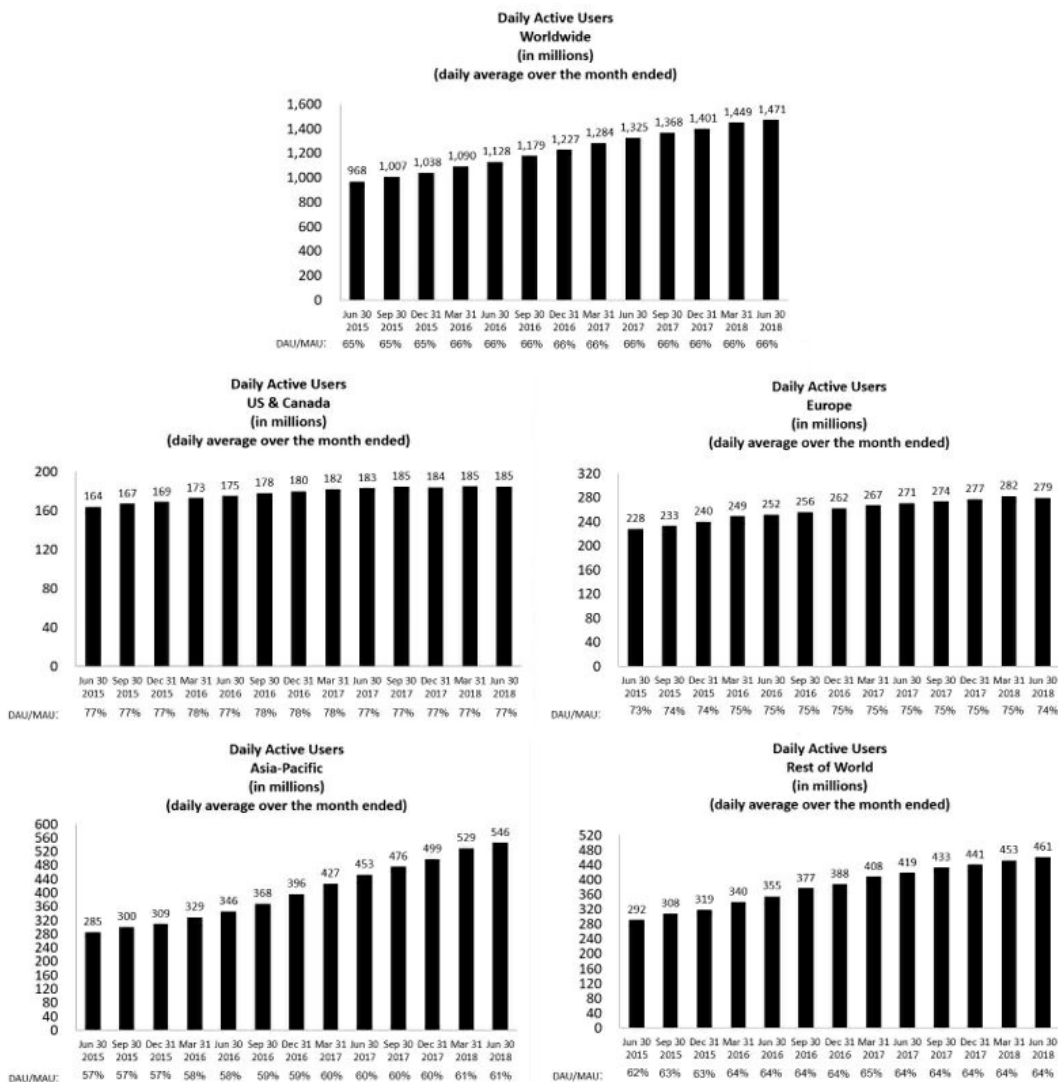 Daily Active Users
Worldwide
(in millions)
(daily average over the month ended)
1,600
1,400
1,200
1,000
800
600
400
200
0
968 1,007 1,038 1,090 1,128 1,179 1,227 1,284 1,325 1,368 1,401 1,449 1,471
Jun 30 Sep 30 Dec 31 Mar 31 Jun 30 Sep 30 Dec 31 Mar 31 Jun 30 Sep 30 Dec 31 Mar 31 Jun 30
2015 2015 2015 2016 2016 2016 2016 2017 2017 2017 2017 2018 2018
DAU/MAU: 65% 65% 65% 66% 66% 66% 66% 66% 66% 66% 66% 66% 66%
Daily Active Users
US & Canada
(in millions)
(daily average over the month ended)
200
160
120
80
40
0
164 167 169 173 175 178 180 182 183 185 184 185 185
Jun 30 Sep 30 Dec 31 Mar 31 Jun 30 Sep 30 Dec 31 Mar 31 Jun 30 Sep 30 Dec 31 Mar 31 Jun 30
2015 2015 2015 2016 2016 2016 2016 2017 2017 2017 2017 2018 2018
DAU/MAU: 77% 77% 77% 78% 77% 78% 78% 78% 77% 77% 77% 77% 77%
Daily Active Users
Europe
(in millions)
(daily average over the month ended)
320
280
240
200
160
120
80
40
0
228 233 240 249 252 256 262 267 271 274 277 282 279
Jun 30 Sep 30 Dec 31 Mar 31 Jun 30 Sep 30 Dec 31 Mar 31 Jun 30 Sep 30 Dec 31 Mar 31 Jun 30
2015 2015 2015 2016 2016 2016 2016 2017 2017 2017 2017 2018 2018
DAU/MAU: 73% 74% 74% 75% 75% 75% 75% 75% 75% 75% 75% 75% 74%
Daily Active Users
Asia-Pacific
(in millions)
(daily average over the month ended)
600
560
520
480
440
400
360
320
280
240
200
160
120
80
40
0
285 300 309 329 346 368 396 427 453 476 499 529 546
Jun 30 Sep 30 Dec 31 Mar 31 Jun 30 Sep 30 Dec 31 Mar 31 Jun 30 Sep 30 Dec 31 Mar 31 Jun 30
2015 2015 2015 2016 2016 2016 2016 2017 2017 2017 2017 2018 2018
DAU/MAU: 57% 57% 57% 58% 58% 59% 59% 60% 60% 60% 60% 61% 61%
Daily Active Users
Rest of World
(in millions)
(daily average over the month ended)
520
480
440
400
360
320
280
240
200
160
120
80
40
0
292 308 319 340 355 377 388 408 419 433 441 453 461
Jun 30 Sep 30 Dec 31 Mar 31 Jun 30 Sep 30 Dec 31 Mar 31 Jun 30 Sep 30 Dec 31 Mar 31 Jun 30
2015 2015 2015 2016 2016 2016 2016 2017 2017 2017 2017 2018 2018
DAU/MAU: 62% 63% 63% 64% 64% 64% 64% 65% 64% 64% 64% 64% 64%